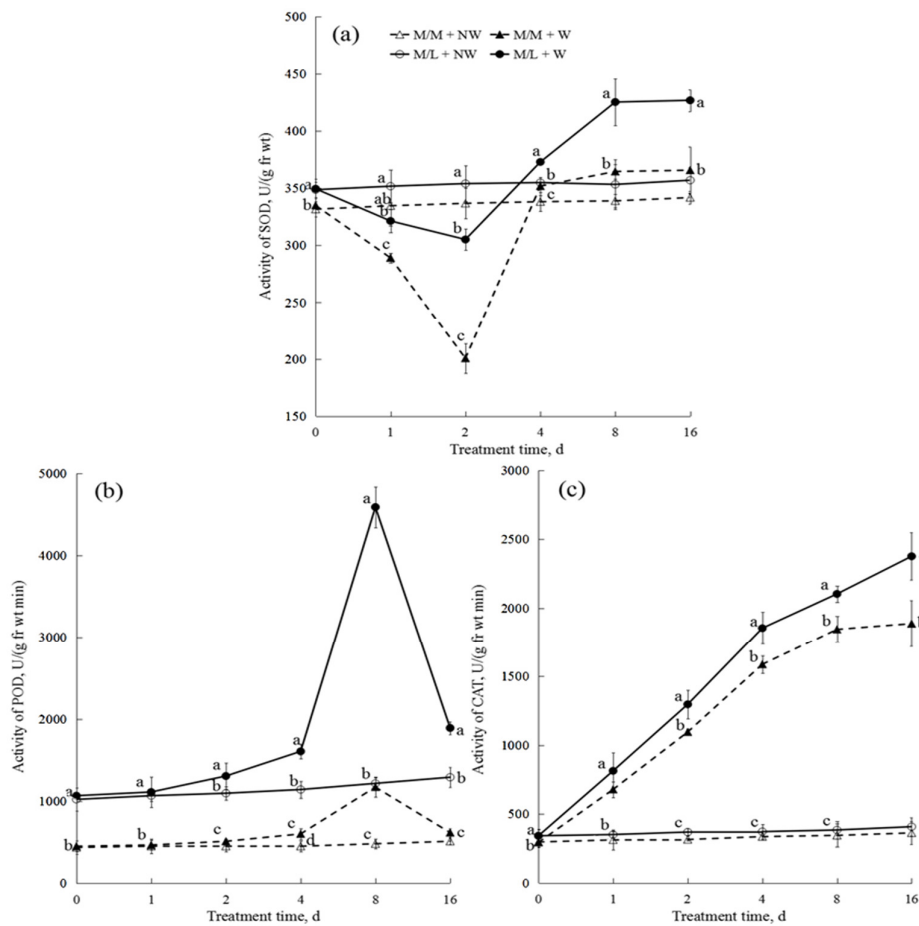 (a)
M/M + NW M/M + W
M/L + NW M/L + W
Activity of SOD, U/(g fr wt)
500
450
400
350
300
250
200
150
a a a a a a
b ab b b b
b b c
c c
0 1 2 4 8 16
Treatment time, d
(b)
Activity of POD, U/(g fr wt min)
5000
4000
3000
2000
1000
0
a
a a a a a
b b b b
b b c c c
d c
0 1 2 4 8 16
Treatment time, d
(c)
Activity of CAT, U/(g fr wt min)
3000
2500
2000
1500
1000
500
0
a a a a a
b b b
b b c c c
0 1 2 4 8 16
Treatment time, d